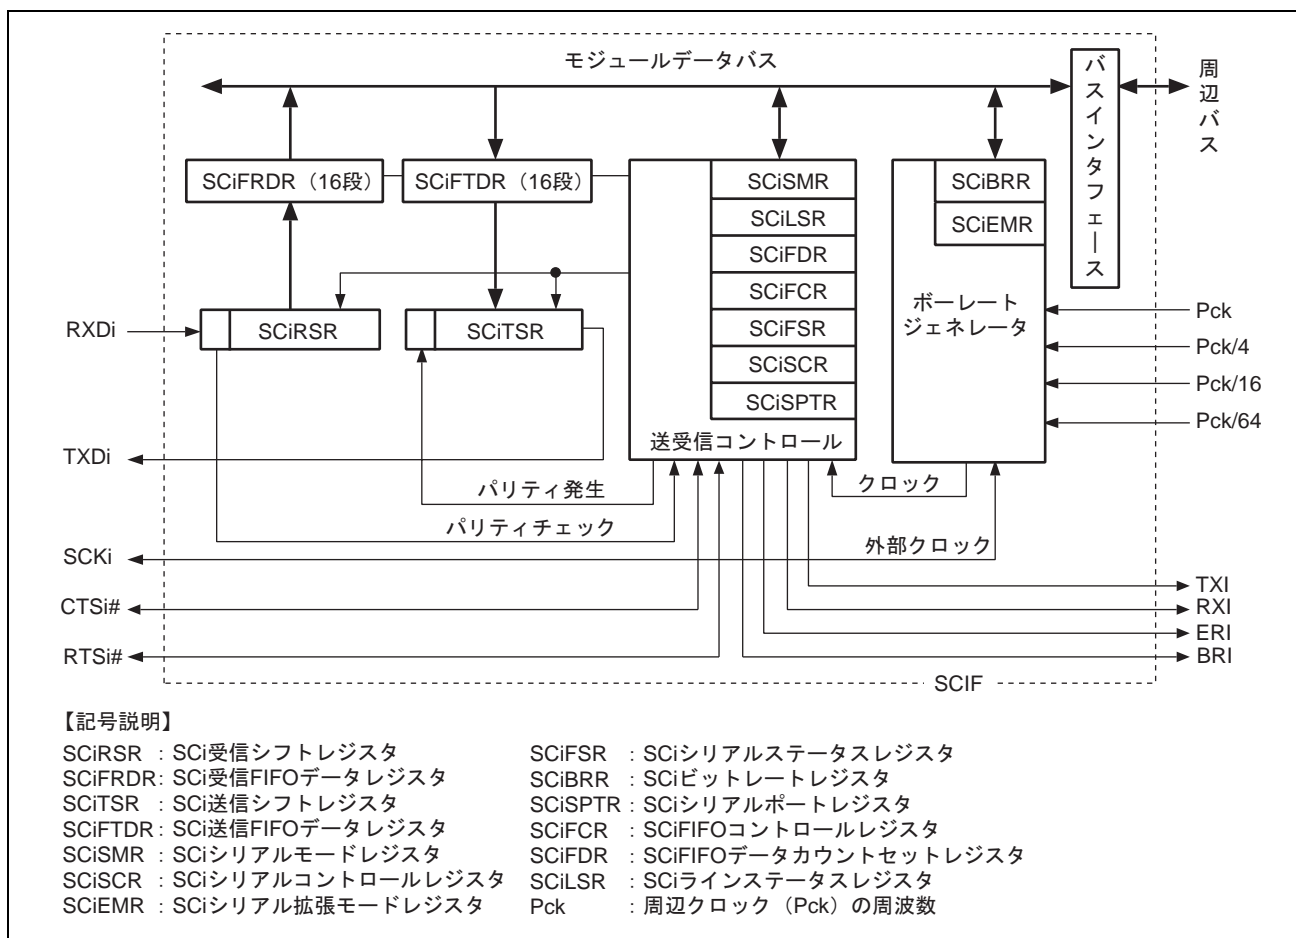 モジュールデータバス
バスインタフェース
周辺バス
SCiFRDR（16段）
SCiFTDR（16段）
SCiSMR
SCiLSR
SCiFDR
SCiFCR
SCiFSR
SCiSCR
SCiSPTR
送受信コントロール
SCiBRR
SCiEMR
ボーレート
ジェネレータ
RXDi
SCiRSR
SCiTSR
Pck
Pck/4
Pck/16
Pck/64
TXDi
パリティ発生
クロック
パリティチェック
SCKi
外部クロック
CTSi#
RTSi#
TXI
RXI
ERI
BRI
SCIF
【記号説明】
SCiRSR ：SCi受信シフトレジスタ
SCiFRDR：SCi受信FIFOデータレジスタ
SCiTSR ：SCi送信シフトレジスタ
SCiFTDR：SCi送信FIFOデータレジスタ
SCiSMR ：SCiシリアルモードレジスタ
SCiSCR ：SCiシリアルコントロールレジスタ
SCiEMR ：SCiシリアル拡張モードレジスタ
SCiFSR ：SCiシリアルステータスレジスタ
SCiBRR ：SCiビットレートレジスタ
SCiSPTR：SCiシリアルポートレジスタ
SCiFCR ：SCiFIFOコントロールレジスタ
SCiFDR ：SCiFIFOデータカウントセットレジスタ
SCiLSR ：SCiラインステータスレジスタ
Pck ：周辺クロック（Pck）の周波数